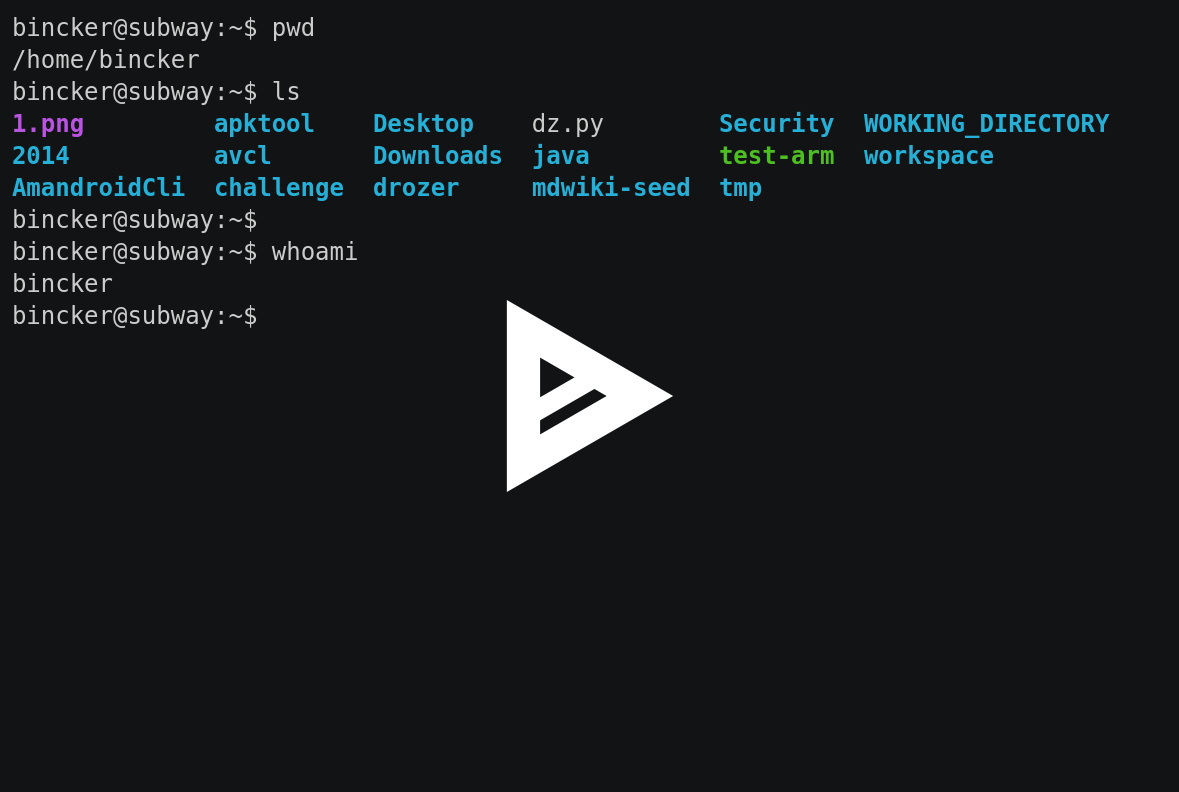 bincker@subway:~$ pwd
/home/bincker
bincker@subway:~$ ls
1.png         apktool    Desktop    dz.py        Security  WORKING_DIRECTORY
2014          avcl       Downloads  java         test-arm  workspace
AmandroidCli  challenge  drozer     mdwiki-seed  tmp
bincker@subway:~$
bincker@subway:~$ whoami
bincker
bincker@subway:~$